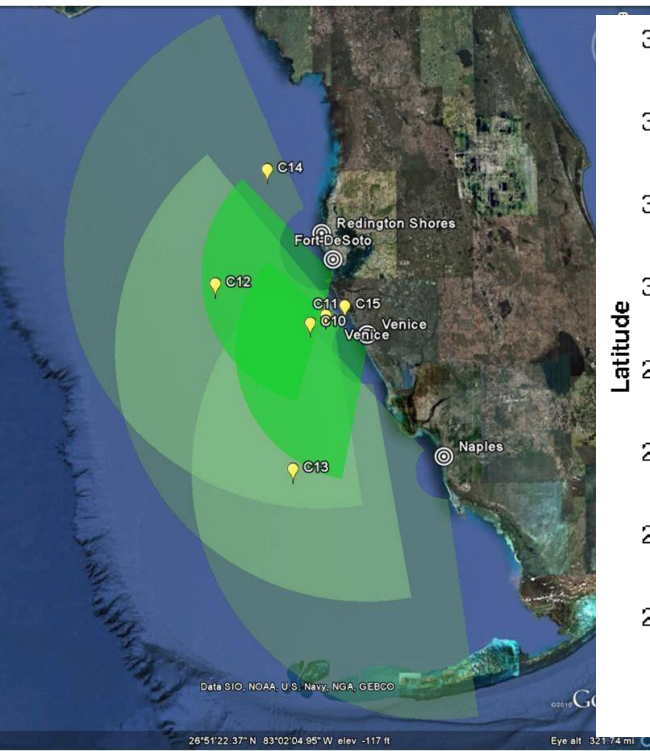 C14
Redington Shores
Fort DeSoto
C12
C11
C15
C10
Venice
Venice
Naples
C13
Latitude
Data SIO, NOAA, U.S. Navy, NGA, GEBCO
©2010
26°51'22.37" N 83°02'04.95" W elev -117 ft
Eye alt 321.74 mi